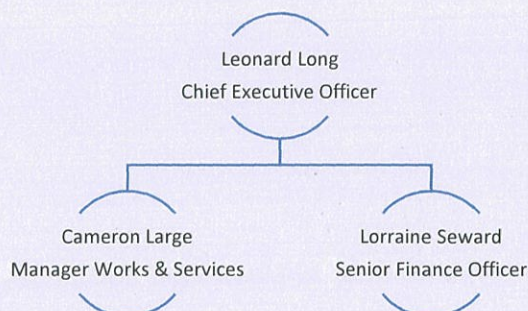 Leonard Long
Chief Executive Officer
Cameron Large
Manager Works & Services
Lorraine Seward
Senior Finance Officer